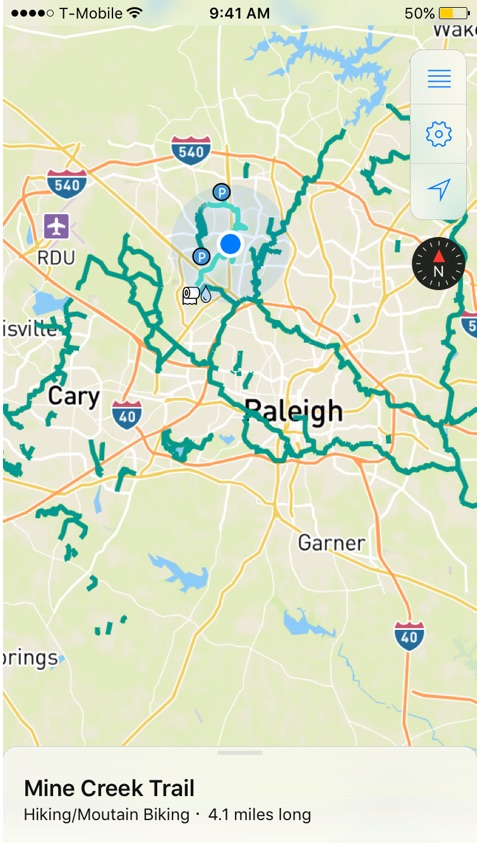 T-Mobile 9:41 AM 50%
Wake
540
P
540
RDU
P
isville
5
Cary
40
Raleigh
Garner
40
orings
N
Mine Creek Trail
Hiking/Moutain Biking · 4.1 miles long